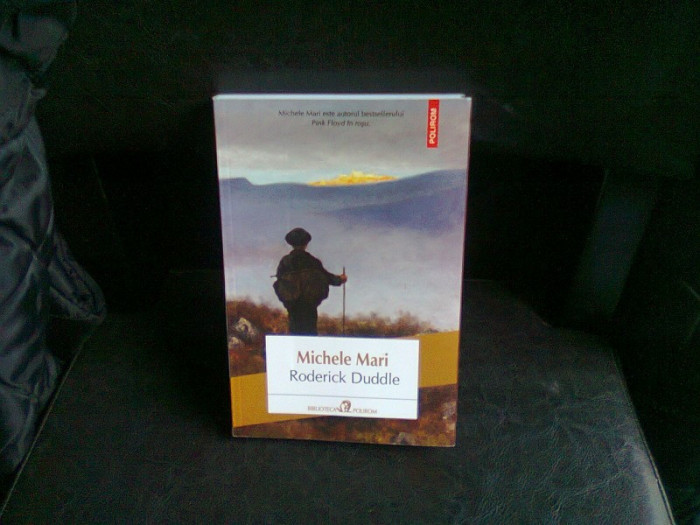 Michele Mari este autorul bestsellerului
Pink Floyd în roșu.
POLIROM
Michele Mari
Roderick Duddle
BIBLIOTECA POLIROM